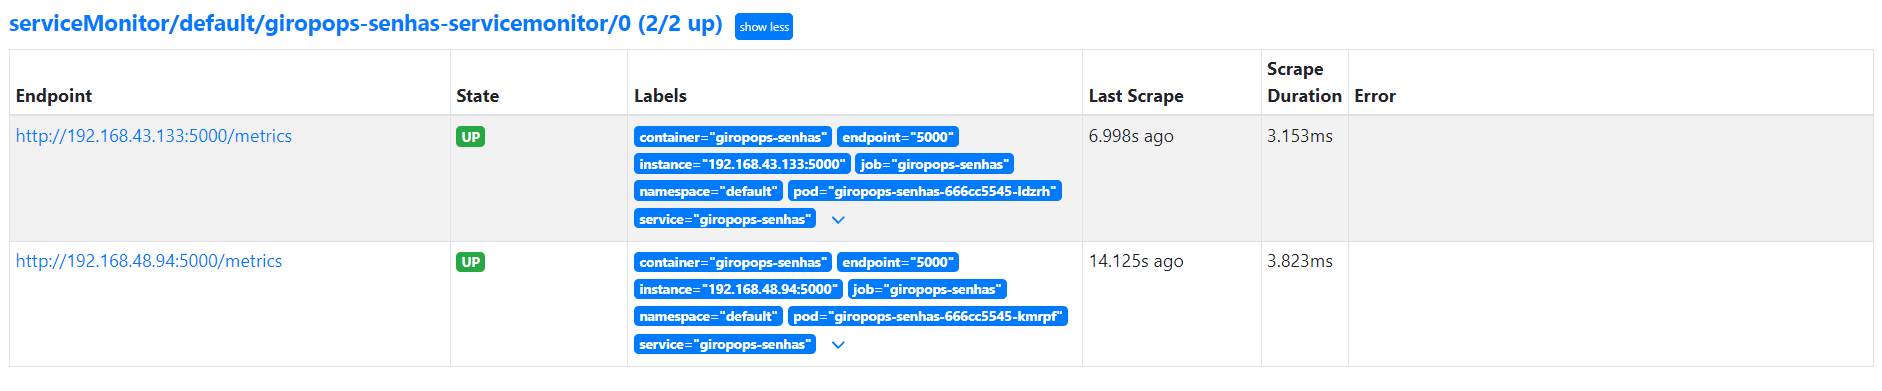 serviceMonitor/default/giropops-senhas-servicemonitor/0 (2/2 up) show less
Endpoint State Labels Last Scrape Scrape Duration Error
http://192.168.43.133:5000/metrics UP container="giropops-senhas" endpoint="5000" 6.998s ago 3.153ms
instance="192.168.43.133:5000" job="giropops-senhas"
namespace="default" pod="giropops-senhas-666cc5545-ldzrh"
service="giropops-senhas"
http://192.168.48.94:5000/metrics UP container="giropops-senhas" endpoint="5000" 14.125s ago 3.823ms
instance="192.168.48.94:5000" job="giropops-senhas"
namespace="default" pod="giropops-senhas-666cc5545-kmrpf"
service="giropops-senhas"